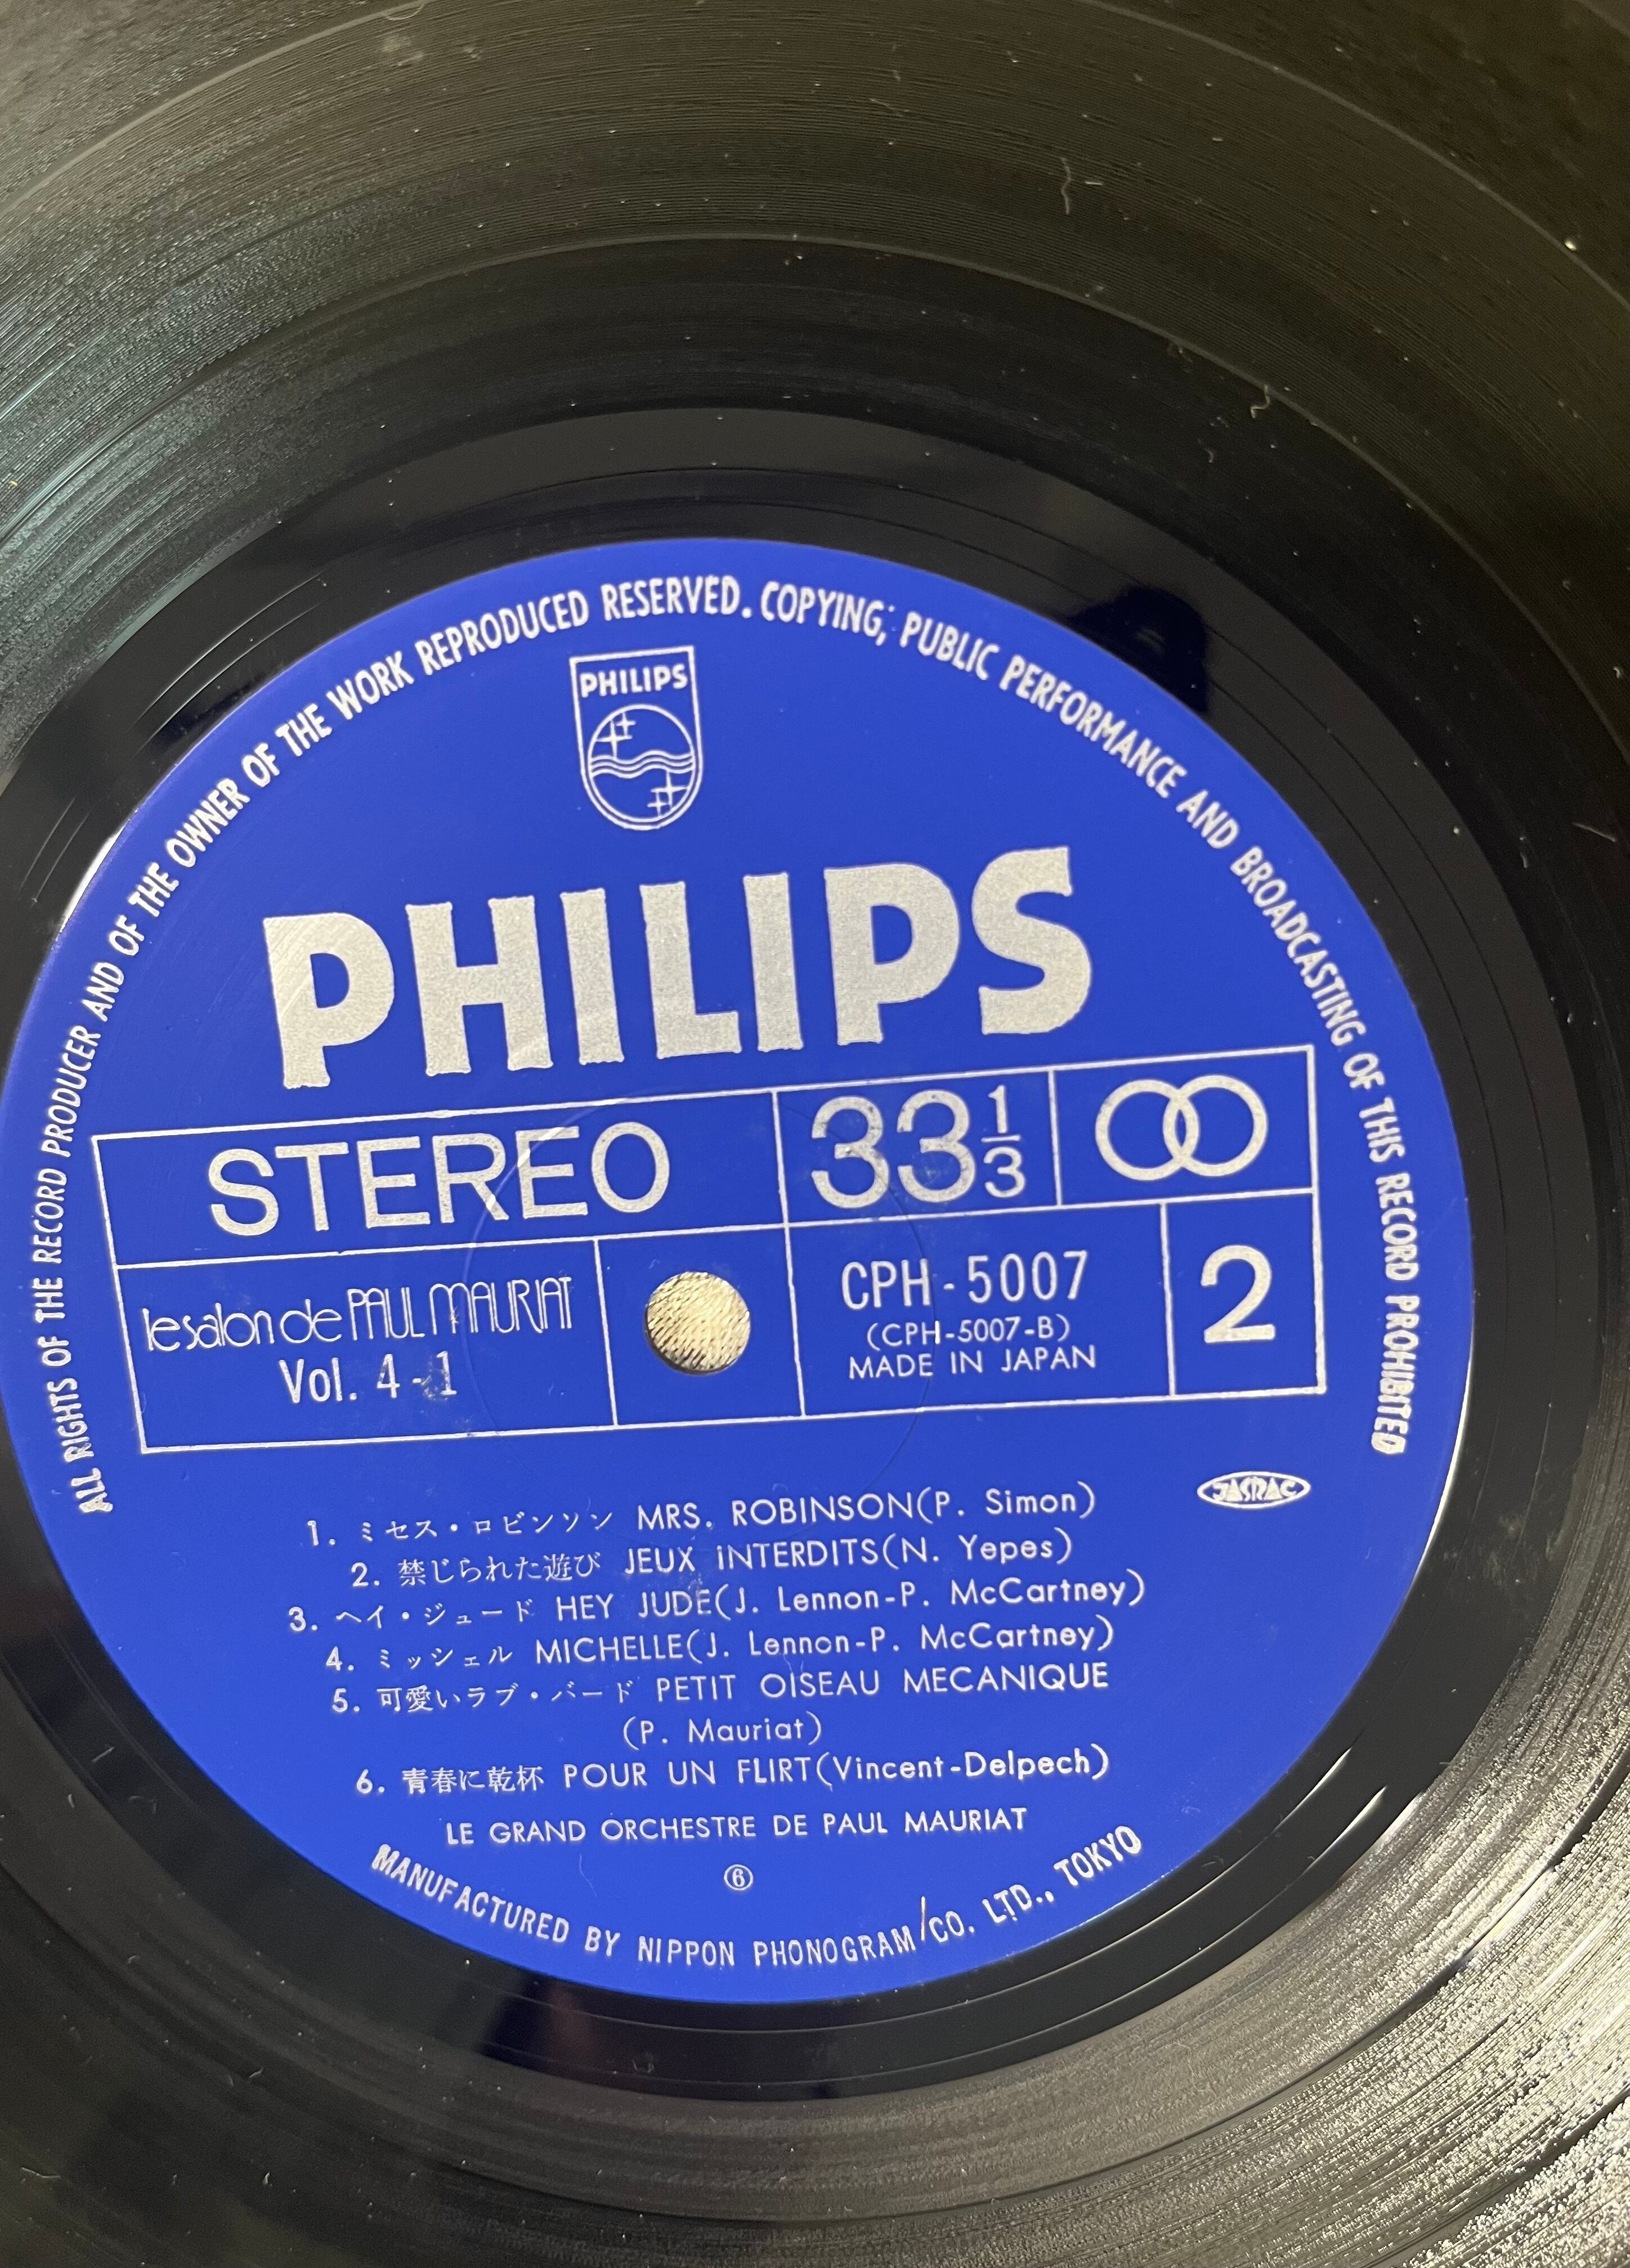 ALL RIGHTS OF THE RECORD PRODUCER AND OF THE OWNER OF THE WORK REPRODUCED RESERVED. COPYING, PUBLIC PERFORMANCE AND BROADCASTING OF THIS RECORD PROHIBITED
PHILIPS
PHILIPS
STEREO
33 1/3
le salon de PAUL MAURIAT
Vol. 4-1
CPH-5007
(CPH-5007-B)
MADE IN JAPAN
2
JASRAC
1. ミセス・ロビンソン MRS. ROBINSON(P. Simon)
2. 禁じられた遊び JEUX INTERDITS(N. Yepes)
3. ヘイ・ジュード HEY JUDE(J. Lennon-P. McCartney)
4. ミッシェル MICHELLE(J. Lennon-P. McCartney)
5. 可愛いラブ・バード PETIT OISEAU MECANIQUE
(P. Mauriat)
6. 青春に乾杯 POUR UN FLIRT(Vincent-Delpech)
LE GRAND ORCHESTRE DE PAUL MAURIAT
⑥
MANUFACTURED BY NIPPON PHONOGRAM/CO. LTD., TOKYO